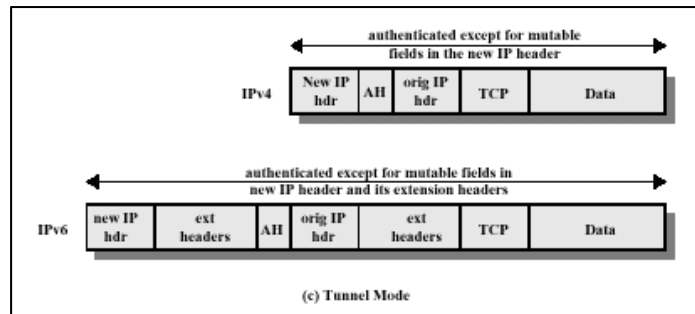 authenticated except for mutable
fields in the new IP header
IPv4
New IP
hdr
AH
orig IP
hdr
TCP
Data
authenticated except for mutable fields in
new IP header and its extension headers
IPv6
new IP
hdr
ext
headers
AH
orig IP
hdr
ext
headers
TCP
Data
(c) Tunnel Mode